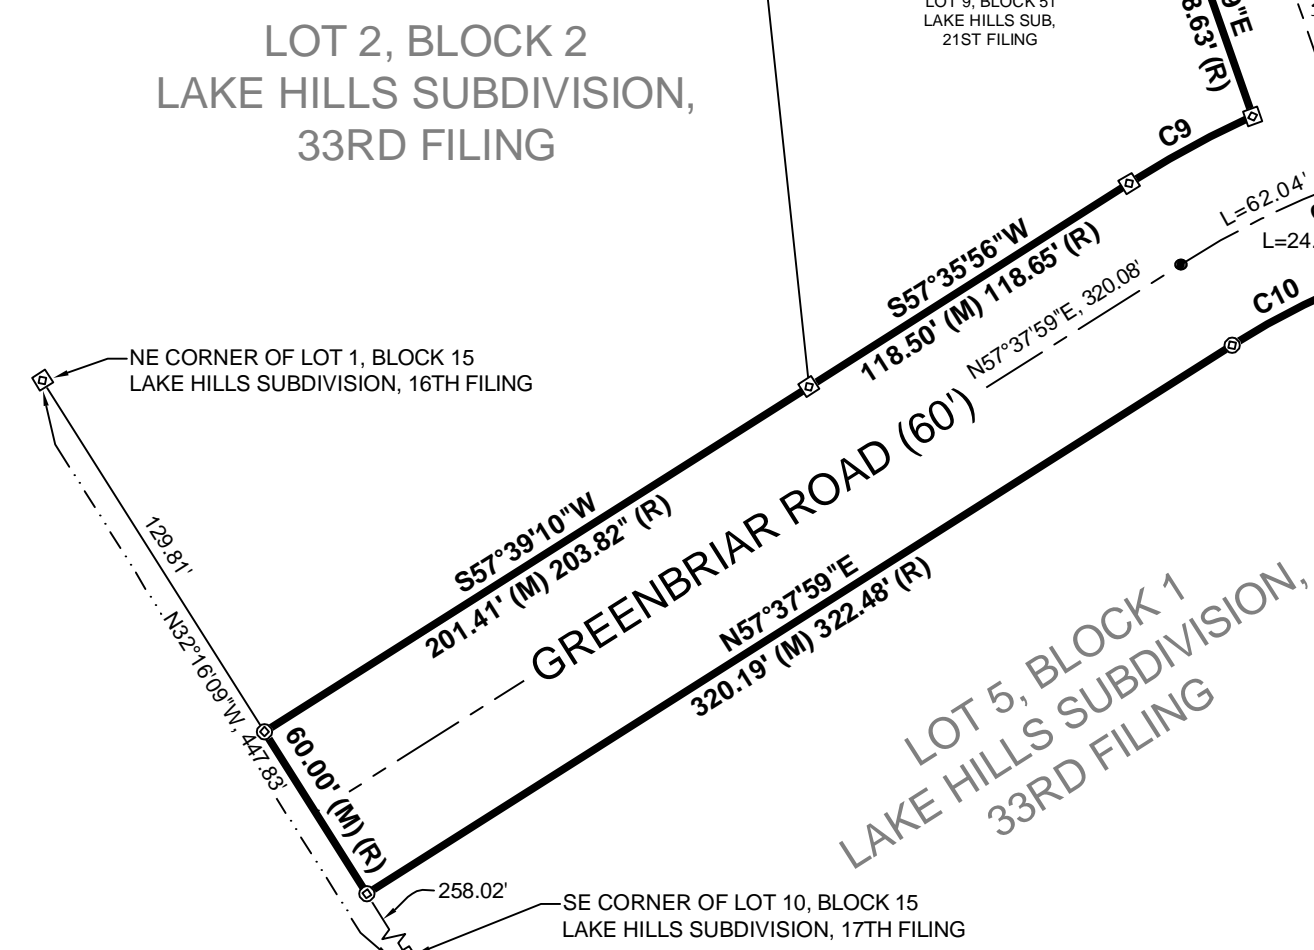 LOT 9, BLOCK 51
LAKE HILLS SUB,
21ST FILING
LOT 2, BLOCK 2
LAKE HILLS SUBDIVISION,
33RD FILING
9"E
8.63' (R)
C9
L=62.04'
L=24.
C10
S57°35'56"W
118.50' (M) 118.65' (R)
N57°37'59"E, 320.08'
NE CORNER OF LOT 1, BLOCK 15
LAKE HILLS SUBDIVISION, 16TH FILING
129.81'
N32°16'09"W, 447.83'
S57°39'10"W
201.41' (M) 203.82" (R)
GREENBRIAR ROAD (60')
N57°37'59"E
320.19' (M) 322.48' (R)
60.00' (M) (R)
LOT 5, BLOCK 1
LAKE HILLS SUBDIVISION,
33RD FILING
258.02'
SE CORNER OF LOT 10, BLOCK 15
LAKE HILLS SUBDIVISION, 17TH FILING